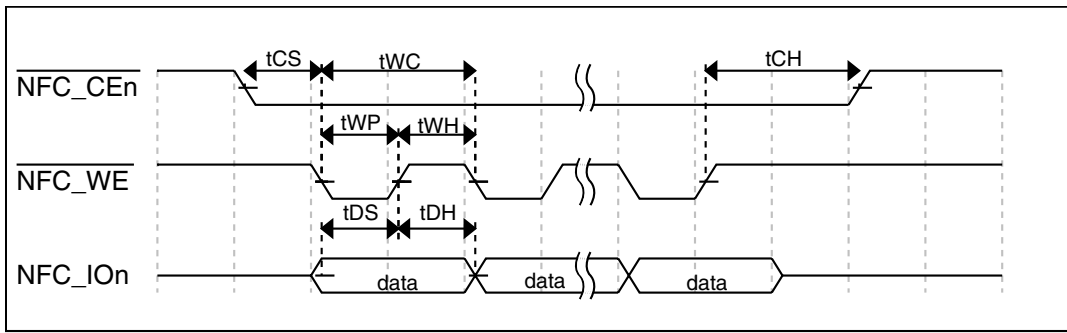 tCS tWC tCH
NFC_CEn
tWP tWH
NFC_WE
tDS tDH
NFC_IOn data data data